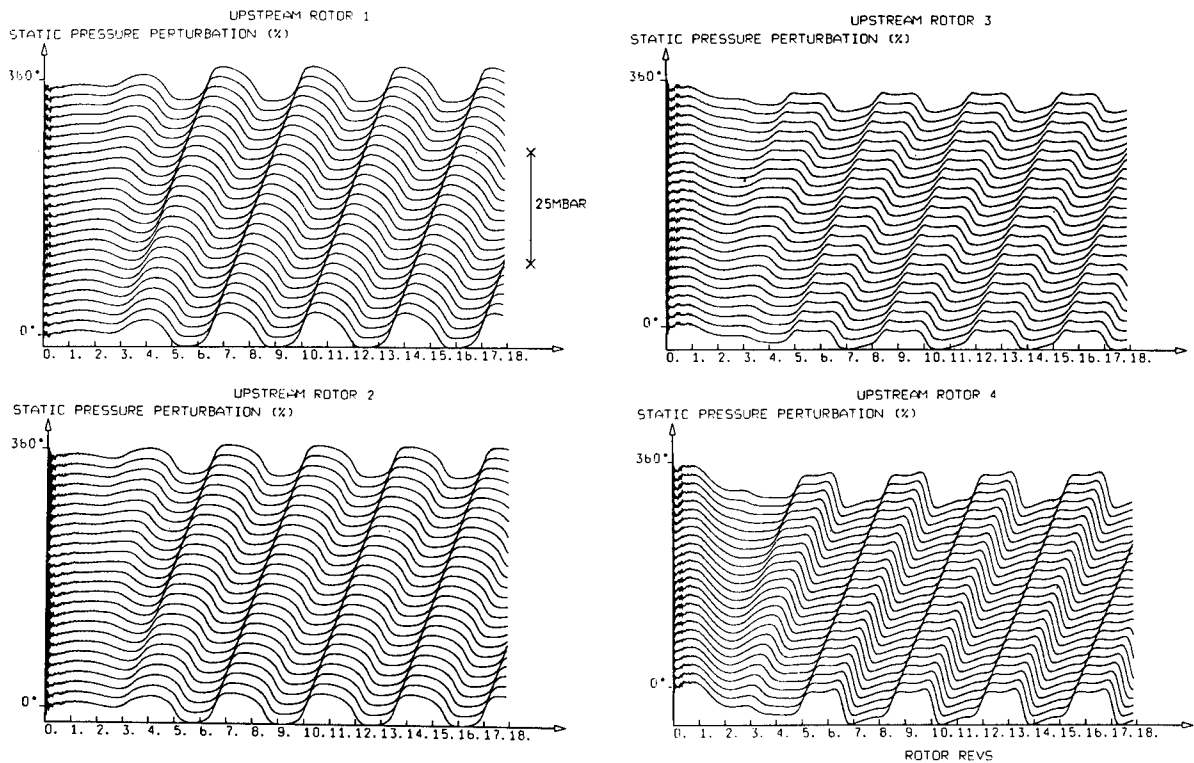 UPSTREAM ROTOR 1
STATIC PRESSURE PERTURBATION (%)
360°
0°
0. 1. 2. 3. 4. 5. 6. 7. 8. 9. 10. 11. 12. 13. 14. 15. 16. 17. 18.
25MBAR
UPSTREAM ROTOR 3
STATIC PRESSURE PERTURBATION (%)
360°
0°
0. 1. 2. 3. 4. 5. 6. 7. 8. 9. 10. 11. 12. 13. 14. 15. 16. 17. 18.
UPSTREAM ROTOR 2
STATIC PRESSURE PERTURBATION (%)
360°
0°
0. 1. 2. 3. 4. 5. 6. 7. 8. 9. 10. 11. 12. 13. 14. 15. 16. 17. 18.
UPSTREAM ROTOR 4
STATIC PRESSURE PERTURBATION (%)
360°
0°
0. 1. 2. 3. 4. 5. 6. 7. 8. 9. 10. 11. 12. 13. 14. 15. 16. 17. 18.
ROTOR REVS